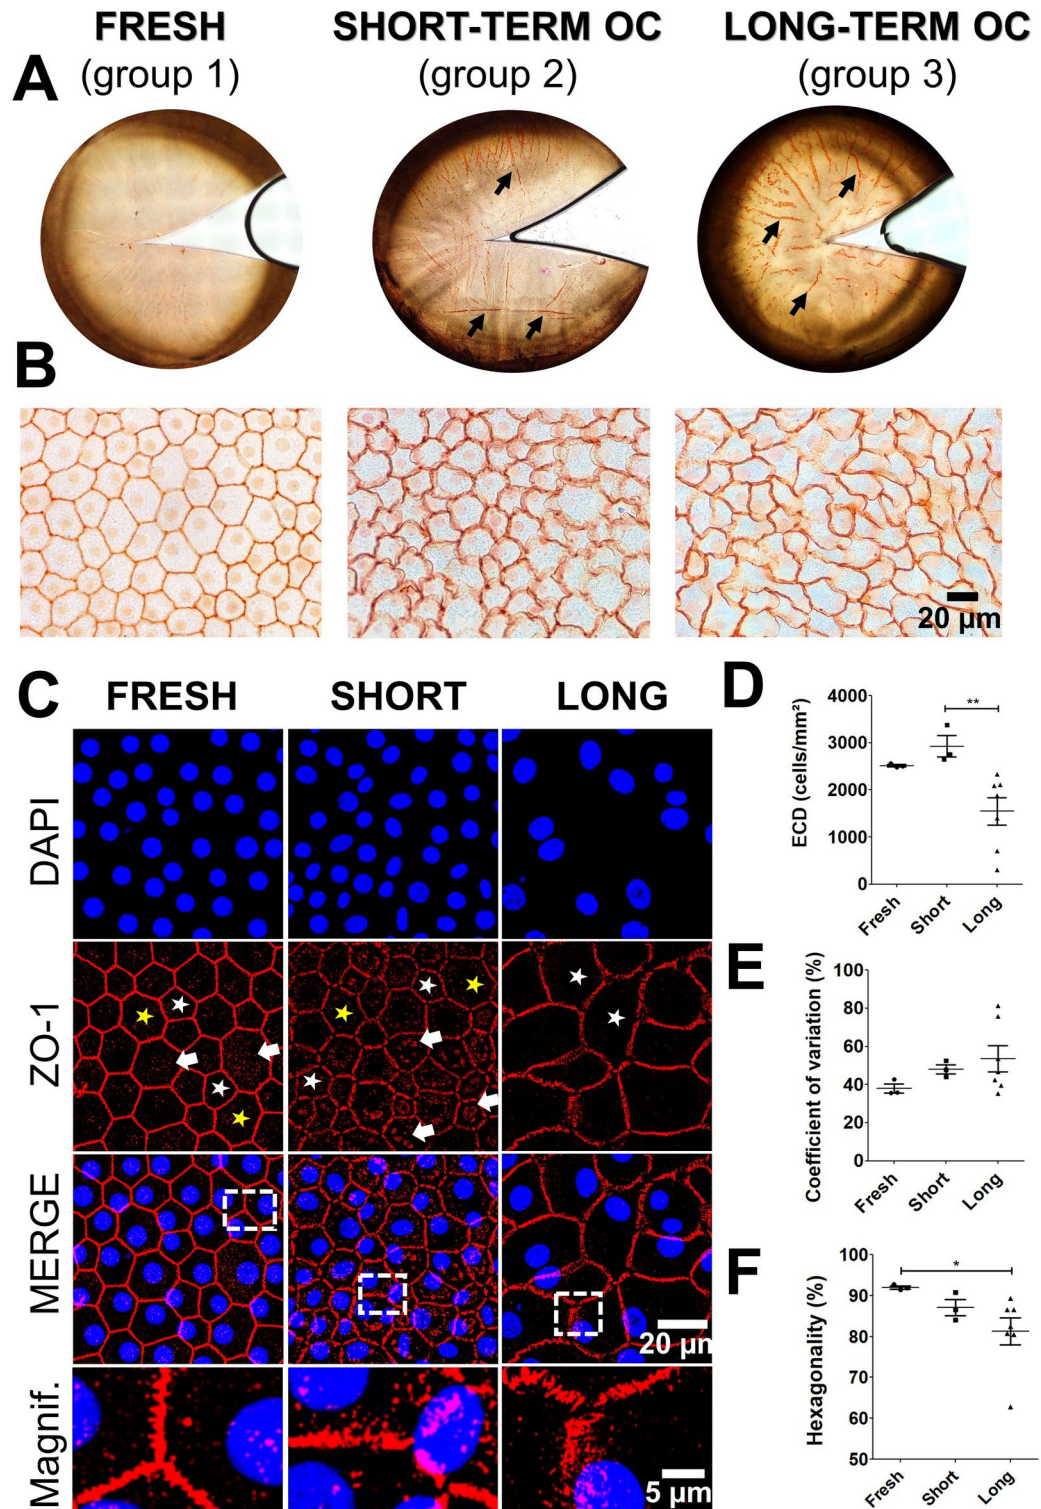 FRESH SHORT-TERM OC LONG-TERM OC
A (group 1) (group 2) (group 3)
B
20 µm
C FRESH SHORT LONG
DAPI
ZO-1
MERGE
20 µm
Magnif.
5 µm
D
ECD (cells/mm²)
4000
**
3000
2000
1000
0
Fresh Short Long
E
Coefficient of variation (%)
100
80
60
40
20
0
Fresh Short Long
F
Hexagonality (%)
100
*
90
80
70
60
50
Fresh Short Long